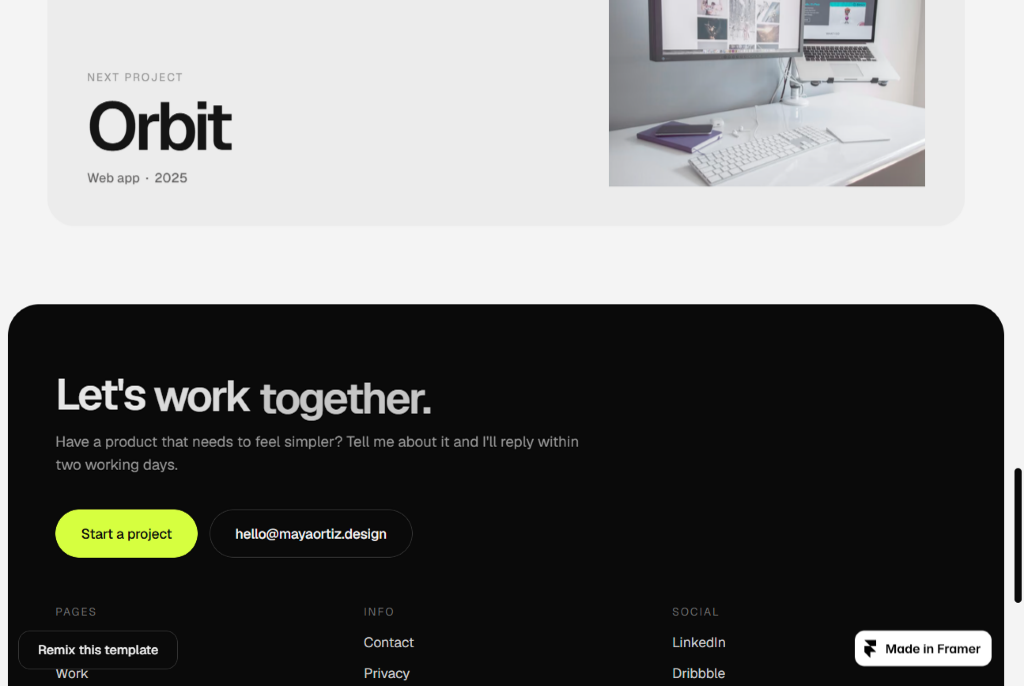 NEXT PROJECT
Orbit
Web app · 2025
Let's work together.
Have a product that needs to feel simpler? Tell me about it and I'll reply within
two working days.
Start a project
hello@mayaortiz.design
PAGES
INFO
SOCIAL
Contact
LinkedIn
Remix this template
Made in Framer
Work
Privacy
Dribbble